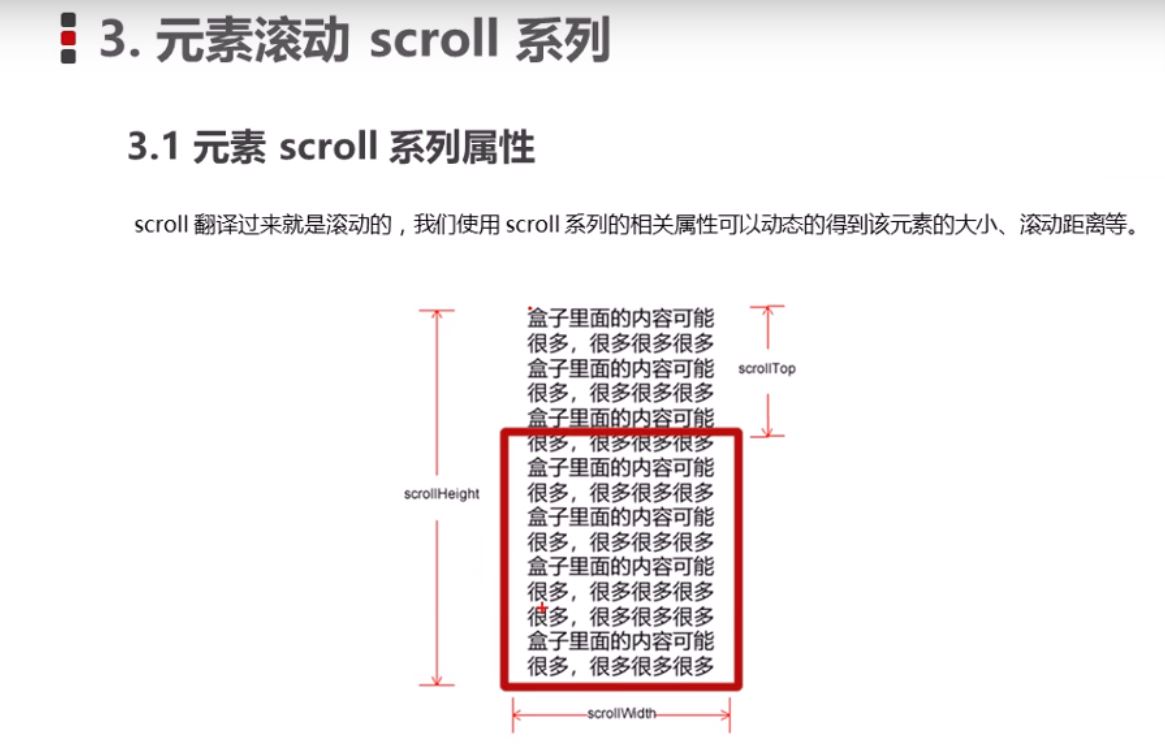 3. 元素滚动 scroll 系列
3.1 元素 scroll 系列属性
scroll 翻译过来就是滚动的，我们使用 scroll 系列的相关属性可以动态的得到该元素的大小、滚动距离等。
盒子里面的内容可能
很多，很多很多很多
盒子里面的内容可能
很多，很多很多很多
盒子里面的内容可能
很多，很多很多很多
盒子里面的内容可能
很多，很多很多很多
盒子里面的内容可能
很多，很多很多很多
盒子里面的内容可能
很多，很多很多很多
很多，很多很多很多
盒子里面的内容可能
很多，很多很多很多
scrollTop
scrollHeight
scrollWidth